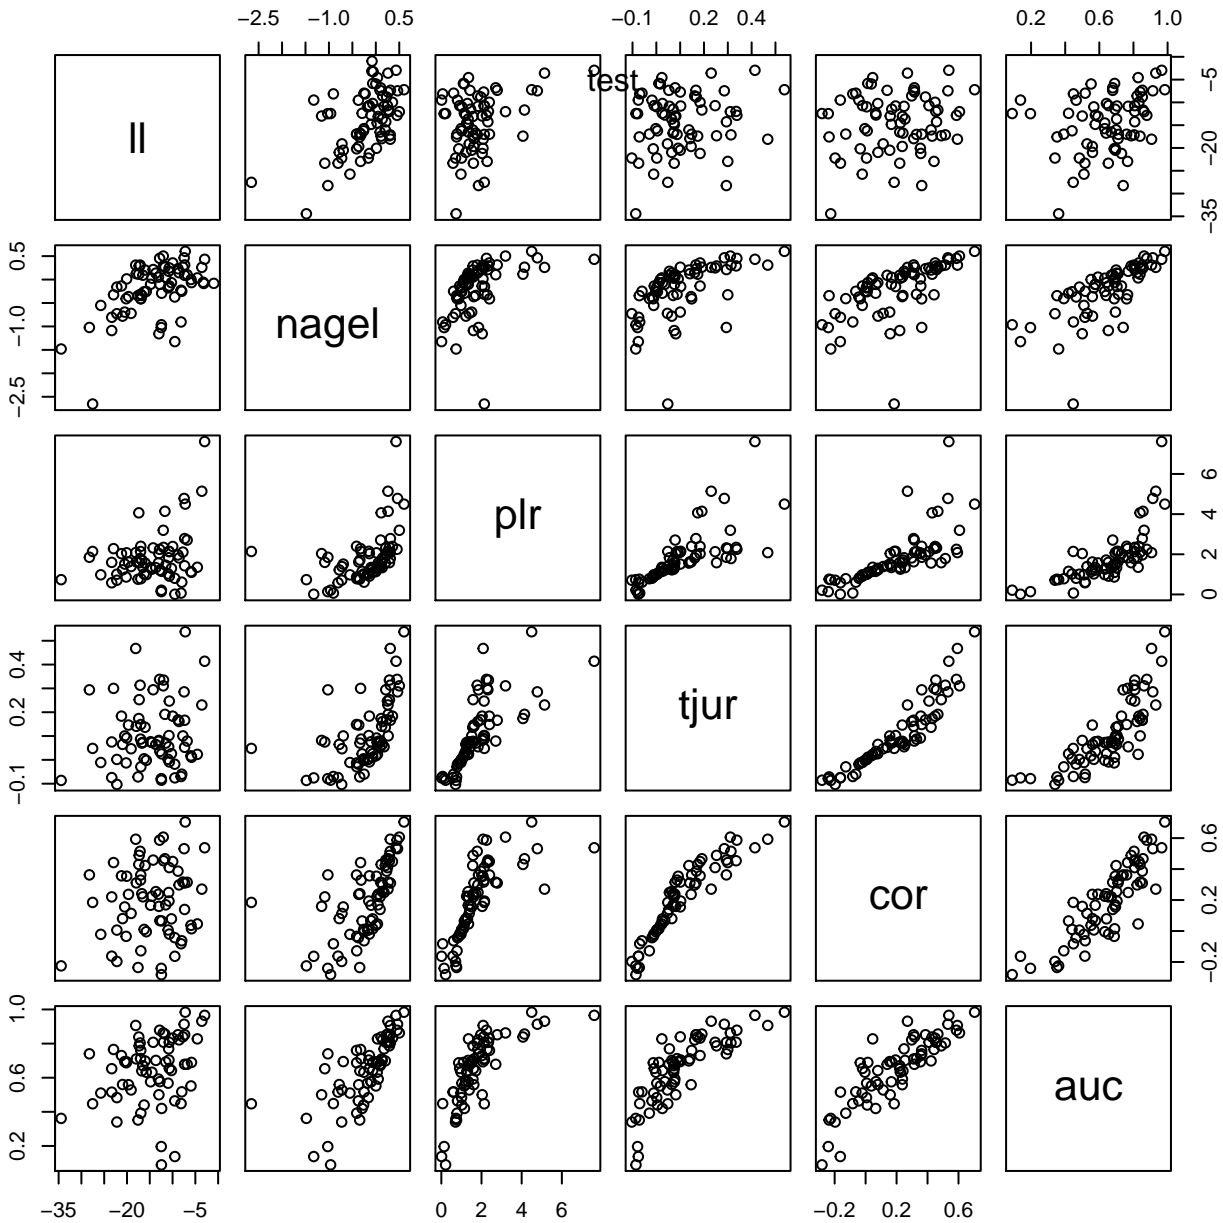 −2.5 −1.0 0.5 −0.1 0.2 0.4 0.2 0.6 1.0
test
ll −35 −20 −5
−2.5 −1.0 0.5 nagel
plr 0 2 6
−0.1 0.2 0.4 tjur
cor −0.2 0.2 0.6
0.2 0.6 1.0 auc
−35 −20 −5 0 2 6 −0.2 0.2 0.6